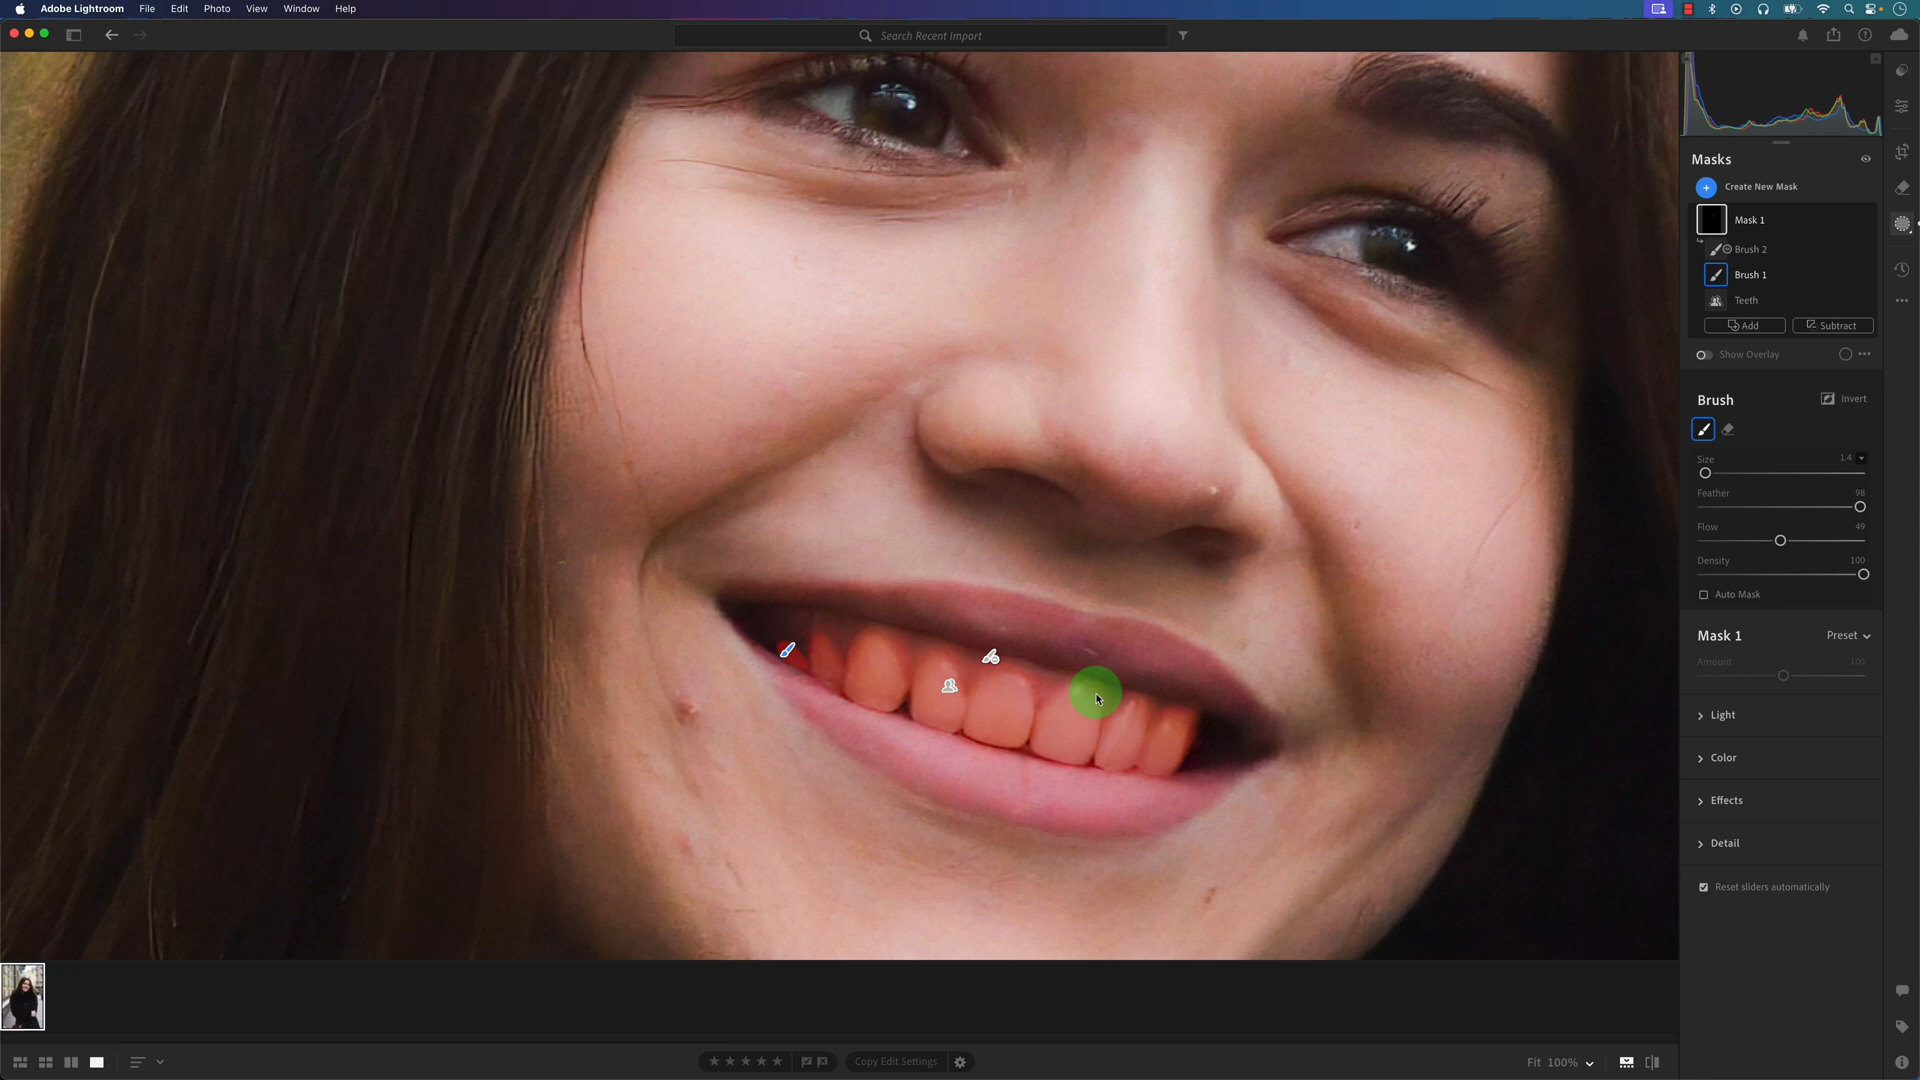 Adobe Lightroom File Edit Photo View Window Help
Search Recent Import
Masks
Create New Mask
Mask 1
Brush 2
Brush 1
Teeth
Add Subtract
Show Overlay
Brush Invert
Size 1.4
Feather 98
Flow 49
Density 100
Auto Mask
Mask 1 Preset
Amount 100
Light
Color
Effects
Detail
Reset sliders automatically
Copy Edit Settings
Fit 100%